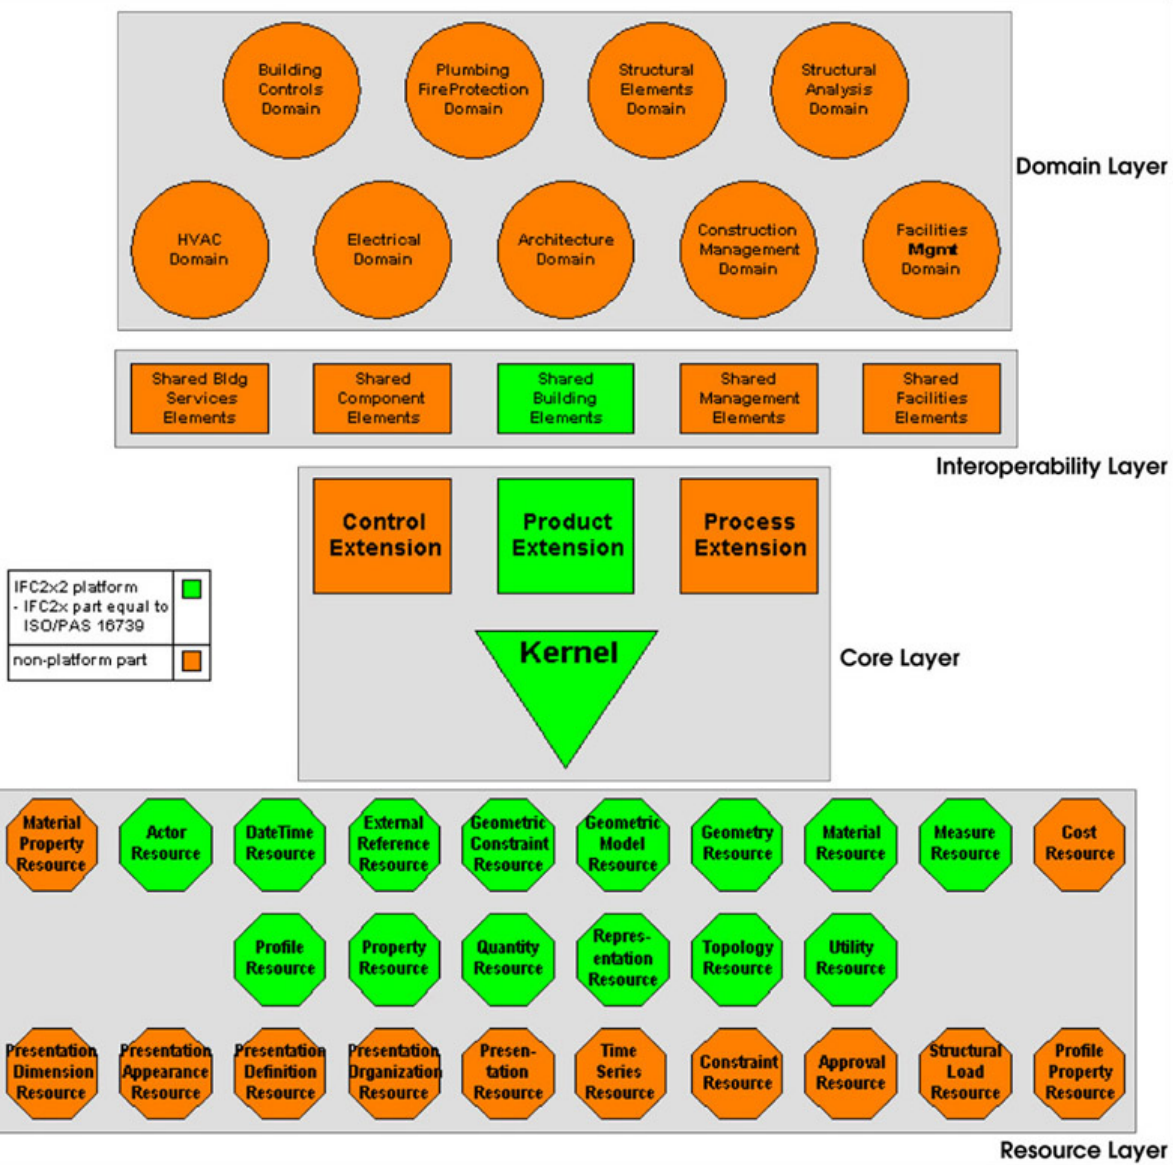 Building
Controls
Domain
Plumbing
FireProtection
Domain
Structural
Elements
Domain
Structural
Analysis
Domain
Domain Layer
HVAC
Domain
Electrical
Domain
Architecture
Domain
Construction
Management
Domain
Facilities
Mgmt
Domain
Shared Bldg
Services
Elements
Shared
Component
Elements
Shared
Building
Elements
Shared
Management
Elements
Shared
Facilities
Elements
Interoperability Layer
Control
Extension
Product
Extension
Process
Extension
IFC2x2 platform
- IFC2x part equal to
ISO/PAS 16739
non-platform part
Kernel
Core Layer
Material
Property
Resource
Actor
Resource
DateTime
Resource
External
Reference
Resource
Geometric
Constraint
Resource
Geometric
Model
Resource
Geometry
Resource
Material
Resource
Measure
Resource
Cost
Resource
Profile
Resource
Property
Resource
Quantity
Resource
Repres-
entation
Resource
Topology
Resource
Utility
Resource
Presentation
Dimension
Resource
Presentation
Appearance
Resource
Presentation
Definition
Resource
Presentation
Organization
Resource
Presen-
tation
Resource
Time
Series
Resource
Constraint
Resource
Approval
Resource
Structural
Load
Resource
Profile
Property
Resource
Resource Layer